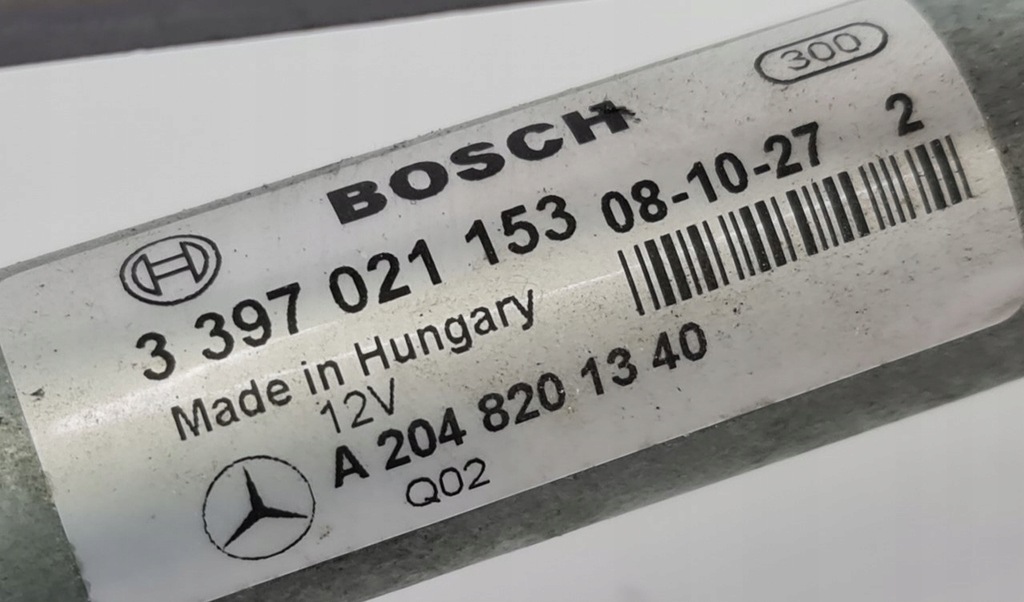 300
BOSCH
3 397 021 153 08-10-27 2
Made in Hungary
12V
A 204 820 13 40
Q02